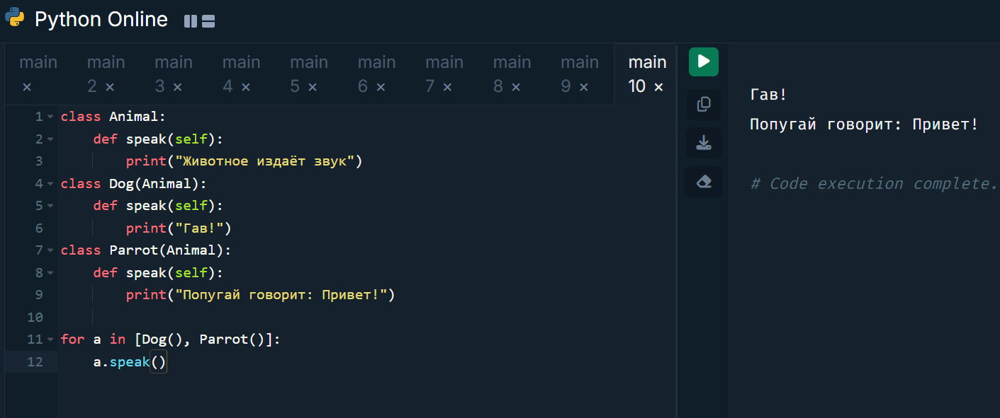 Python Online
main × main 2 × main 3 × main 4 × main 5 × main 6 × main 7 × main 8 × main 9 × main 10 ×
1 class Animal:
2     def speak(self):
3         print("Животное издаёт звук")
4 class Dog(Animal):
5     def speak(self):
6         print("Гав!")
7 class Parrot(Animal):
8     def speak(self):
9         print("Попугай говорит: Привет!")
10
11 for a in [Dog(), Parrot()]:
12     a.speak()
Гав!
Попугай говорит: Привет!
# Code execution complete.